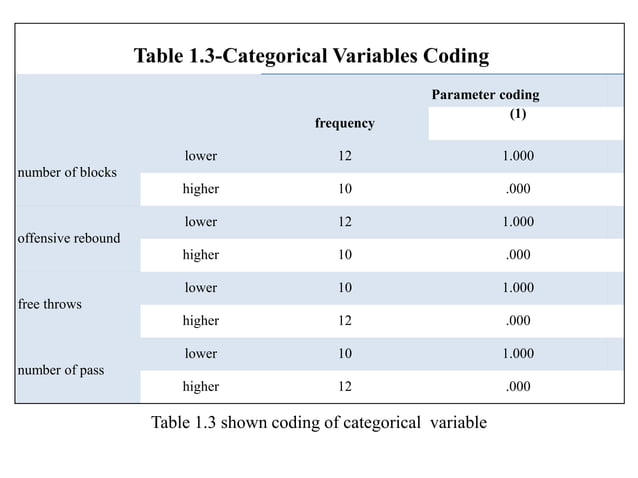 Table 1.3-Categorical Variables Coding
Parameter coding
frequency (1)
number of blocks lower 12 1.000
higher 10 .000
offensive rebound lower 12 1.000
higher 10 .000
free throws lower 10 1.000
higher 12 .000
number of pass lower 10 1.000
higher 12 .000
Table 1.3 shown coding of categorical variable